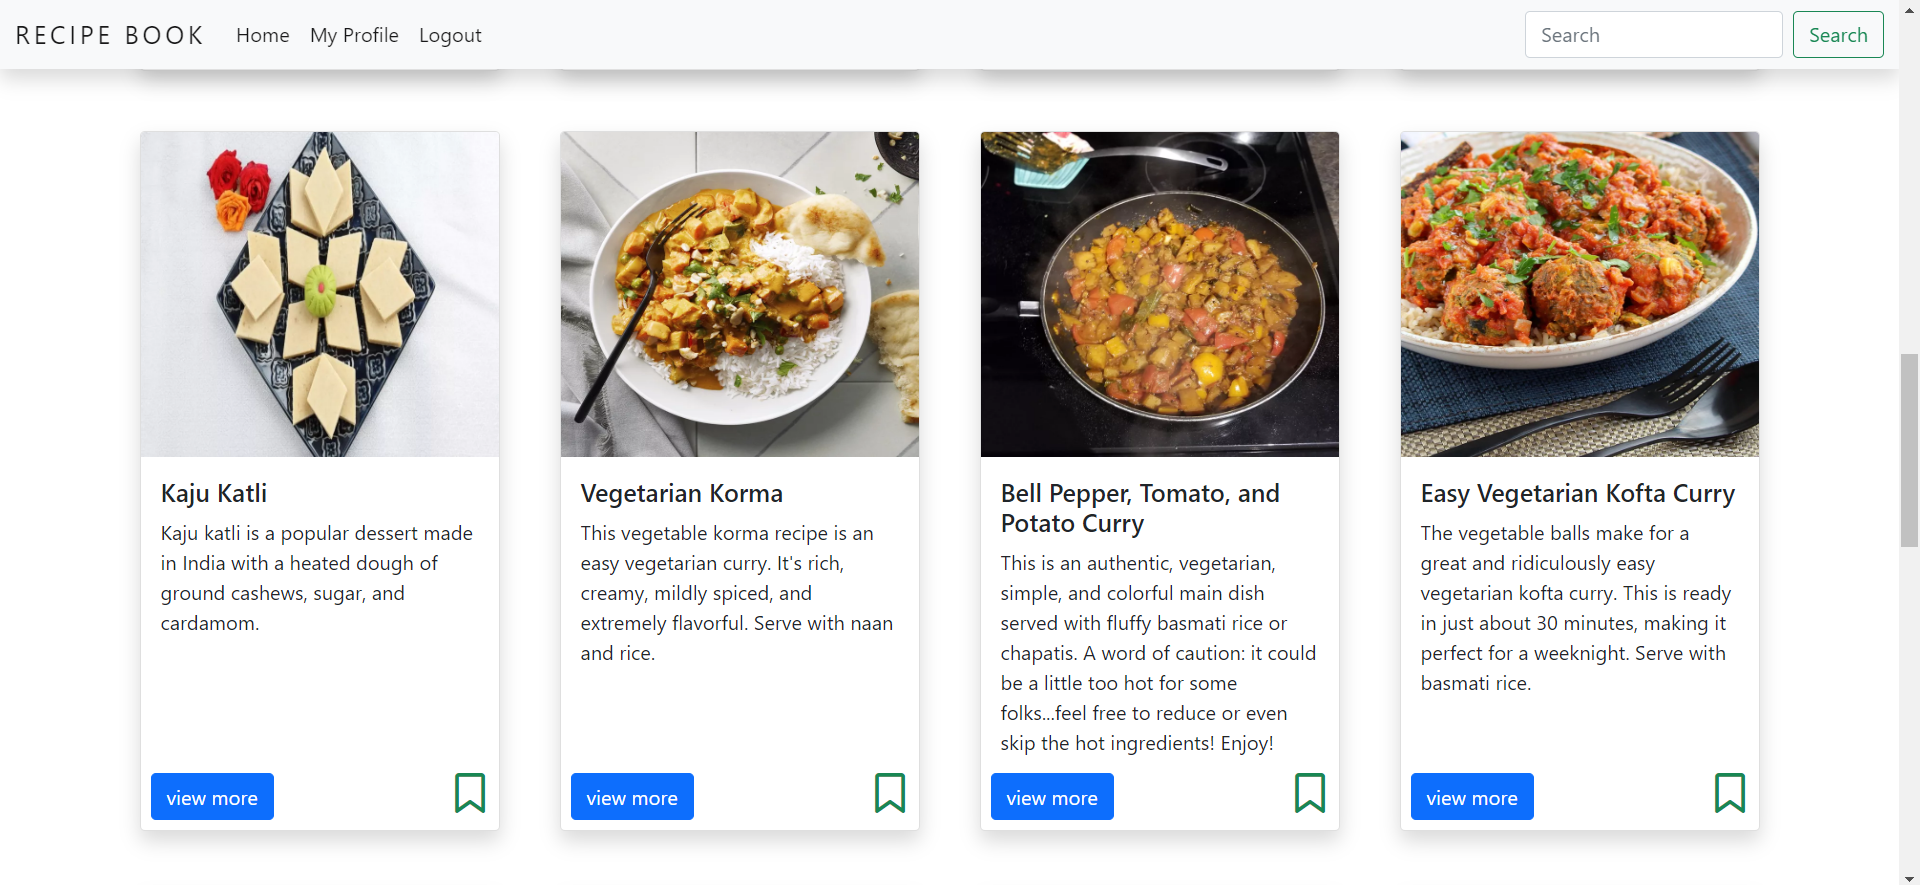 RECIPE BOOK Home My Profile Logout Search Search
Kaju Katli
Kaju katli is a popular dessert made
in India with a heated dough of
ground cashews, sugar, and
cardamom.
view more
Vegetarian Korma
This vegetable korma recipe is an
easy vegetarian curry. It's rich,
creamy, mildly spiced, and
extremely flavorful. Serve with naan
and rice.
view more
Bell Pepper, Tomato, and
Potato Curry
This is an authentic, vegetarian,
simple, and colorful main dish
served with fluffy basmati rice or
chapatis. A word of caution: it could
be a little too hot for some
folks...feel free to reduce or even
skip the hot ingredients! Enjoy!
view more
Easy Vegetarian Kofta Curry
The vegetable balls make for a
great and ridiculously easy
vegetarian kofta curry. This is ready
in just about 30 minutes, making it
perfect for a weeknight. Serve with
basmati rice.
view more